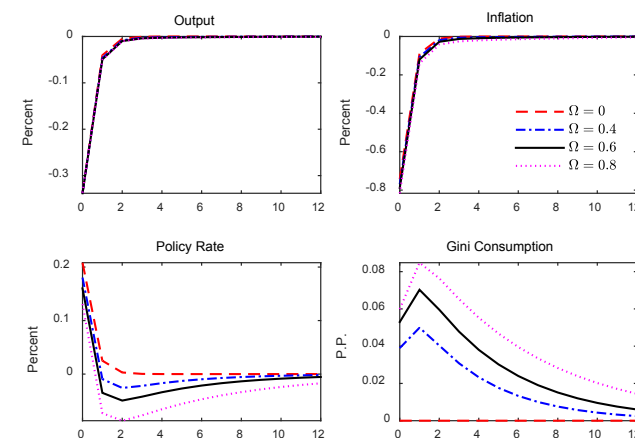 Output
Percent
0
-0.1
-0.2
-0.3
0 2 4 6 8 10 12
Inflation
Percent
0
-0.2
-0.4
-0.6
-0.8
0 2 4 6 8 10 12
Ω = 0
Ω = 0.4
Ω = 0.6
Ω = 0.8
Policy Rate
Percent
0.2
0.1
0
0 2 4 6 8 10 12
Gini Consumption
P.P.
0.08
0.06
0.04
0.02
0
0 2 4 6 8 10 12